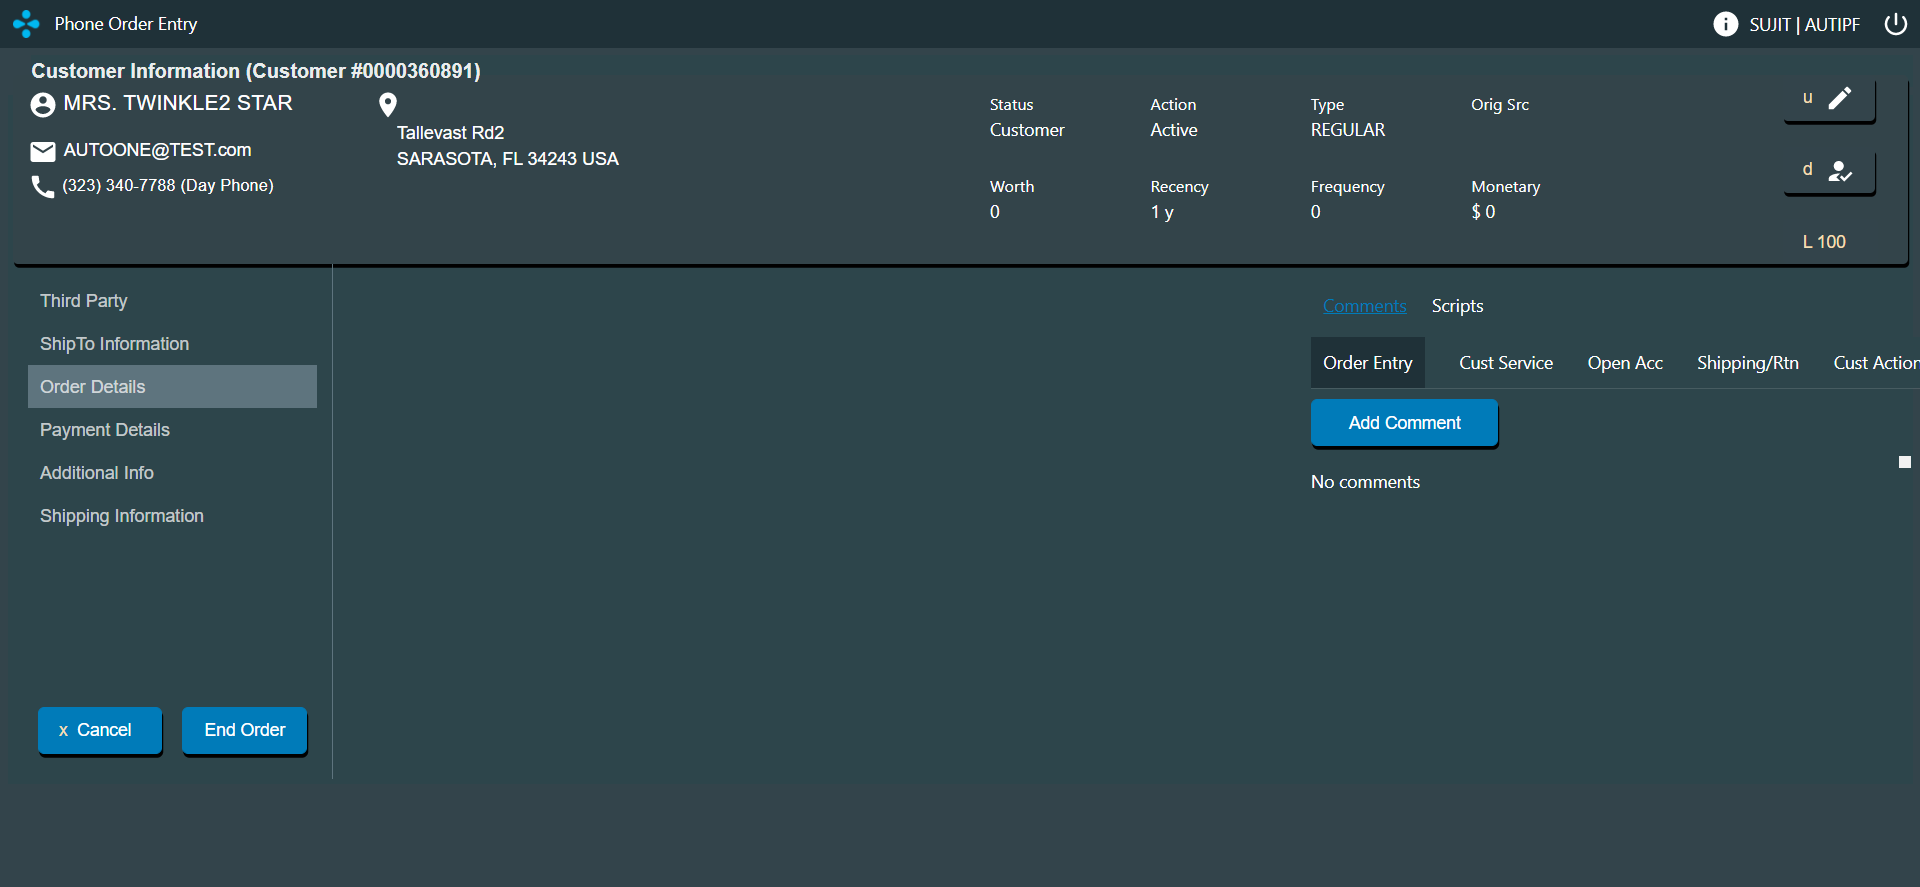 Phone Order Entry
SUJIT | AUTIPF
Customer Information (Customer #0000360891)
MRS. TWINKLE2 STAR
AUTOONE@TEST.com
(323) 340-7788 (Day Phone)
Tallevast Rd2
SARASOTA, FL 34243 USA
Status
Customer
Action
Active
Type
REGULAR
Orig Src
Worth
0
Recency
1 y
Frequency
0
Monetary
$ 0
u
d
L 100
Third Party
ShipTo Information
Order Details
Payment Details
Additional Info
Shipping Information
x Cancel
End Order
Comments Scripts
Order Entry Cust Service Open Acc Shipping/Rtn Cust Action
Add Comment
No comments